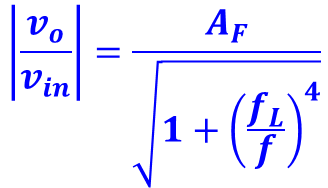 |v_o / v_in| = A_F / √(1 + (f_L / f)^4)